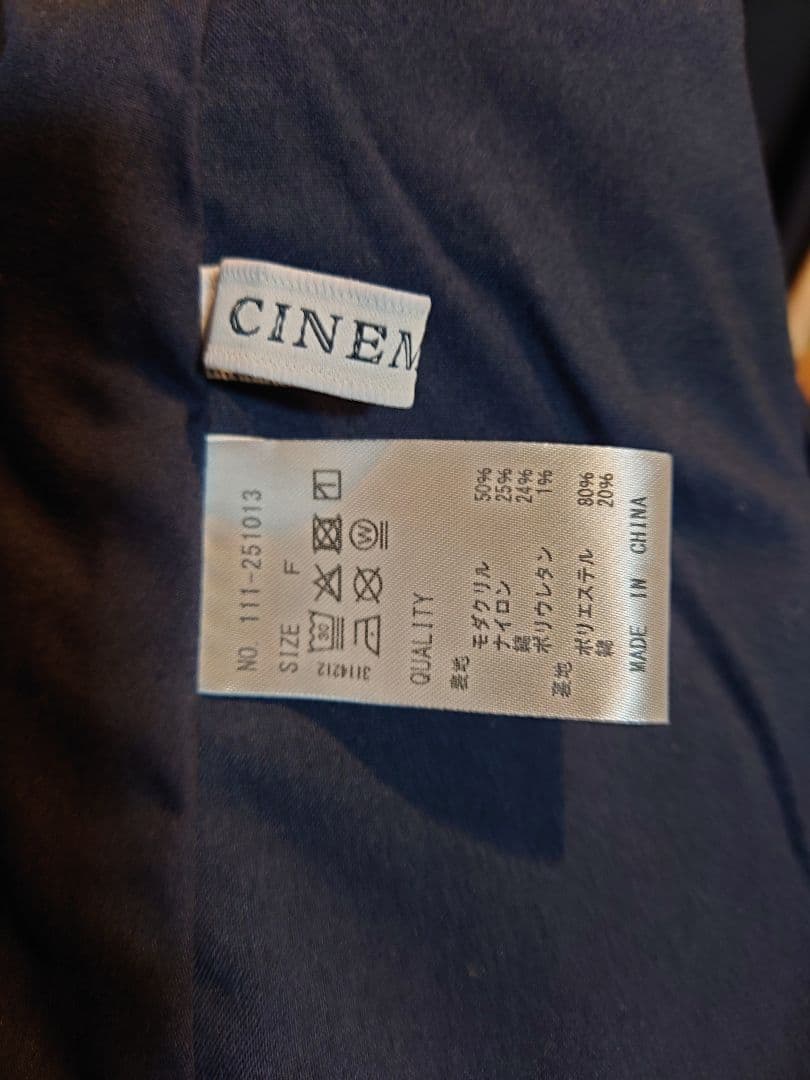 CINEM
NO. 111-251013
SIZE F
30
W
3114212
QUALITY
表地
モダクリル 50%
ナイロン 25%
綿 24%
ポリウレタン 1%
裏地
ポリエステル 80%
綿 20%
MADE IN CHINA